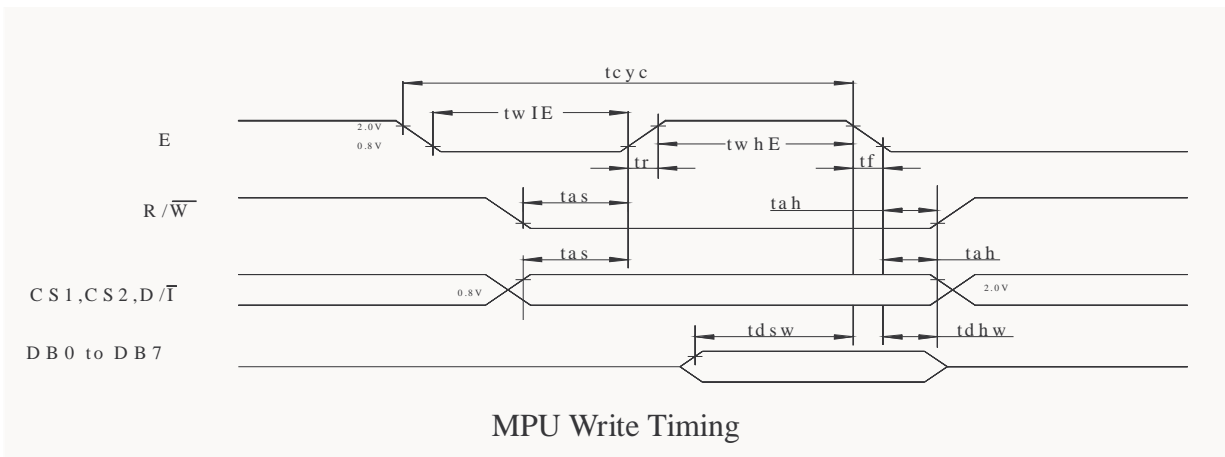 tcyc
twIE
2.0V
E
0.8V
twhE
tr
tf
R/W̅
tas
tah
tas
tah
CS1,CS2,D/I̅
0.8V
2.0V
tdsw
tdhw
DB0 to DB7
MPU Write Timing